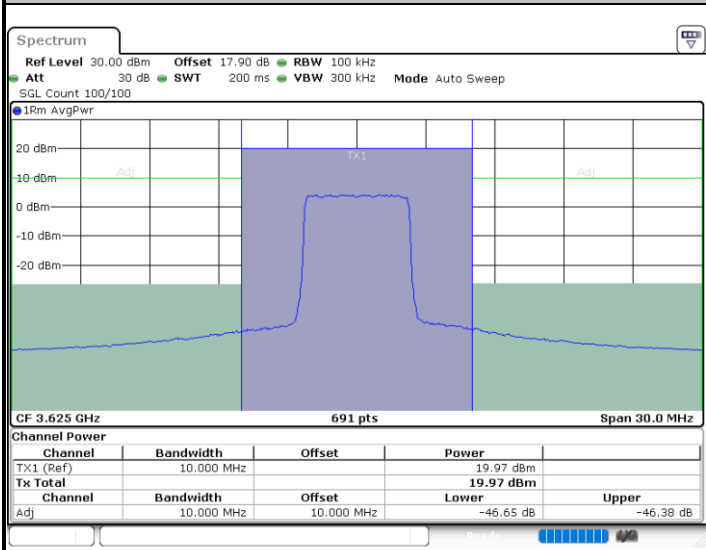 Spectrum
Ref Level 30.00 dBm Offset 17.90 dB RBW 100 kHz
Att 30 dB SWT 200 ms VBW 300 kHz Mode Auto Sweep
SGL Count 100/100
1Rm AvgPwr
20 dBm
TX1
Adj Adj
10 dBm
0 dBm
-10 dBm
-20 dBm
CF 3.625 GHz 691 pts Span 30.0 MHz
Channel Power
Channel Bandwidth Offset Power
TX1 (Ref) 10.000 MHz 19.97 dBm
Tx Total 19.97 dBm
Channel Bandwidth Offset Lower Upper
Adj 10.000 MHz 10.000 MHz -46.65 dB -46.38 dB
Ready